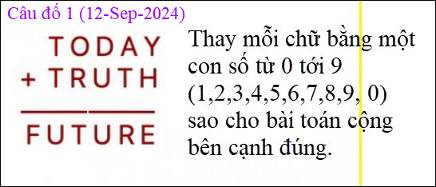 Câu đố 1 (12-Sep-2024)
TODAY
+ TRUTH
FUTURE
Thay mỗi chữ bằng một
con số từ 0 tới 9
(1,2,3,4,5,6,7,8,9, 0)
sao cho bài toán cộng
bên cạnh đúng.